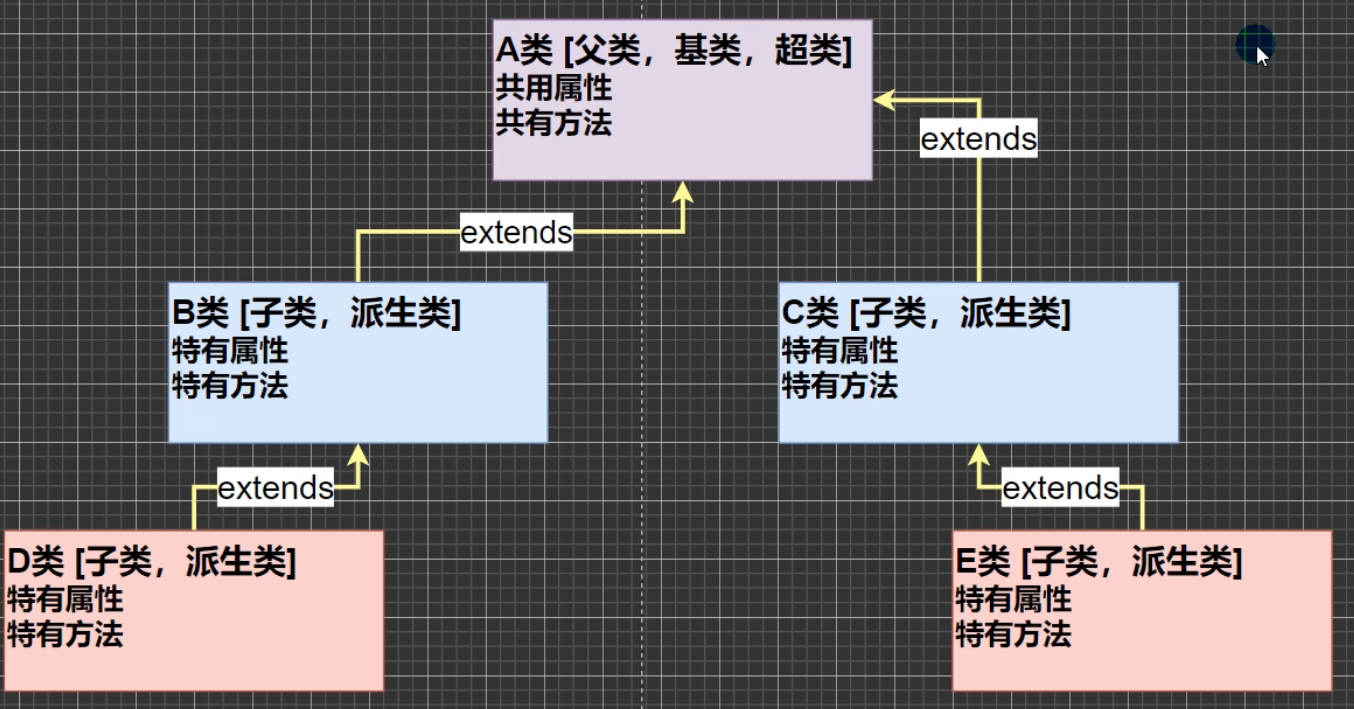 A类 [父类，基类，超类]
共用属性
共有方法
extends
extends
B类 [子类，派生类]
特有属性
特有方法
C类 [子类，派生类]
特有属性
特有方法
extends
extends
D类 [子类，派生类]
特有属性
特有方法
E类 [子类，派生类]
特有属性
特有方法